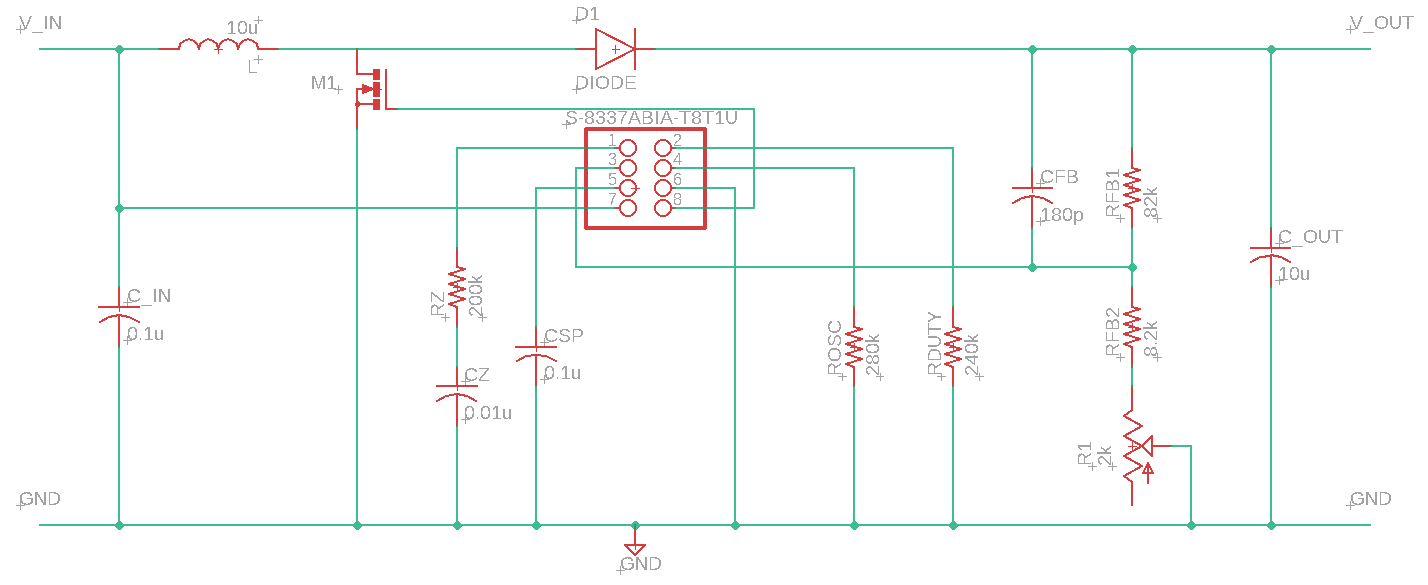 V_IN
10u
L
D1
DIODE
V_OUT
M1
S-8337ABIA-T8T1U
1
2
3
4
5
6
7
8
CFB
180p
RFB1
82k
C_OUT
10u
C_IN
0.1u
RZ
200k
CSP
0.1u
CZ
0.01u
ROSC
280k
RDUTY
240k
RFB2
8.2k
R1
2k
GND
GND
GND